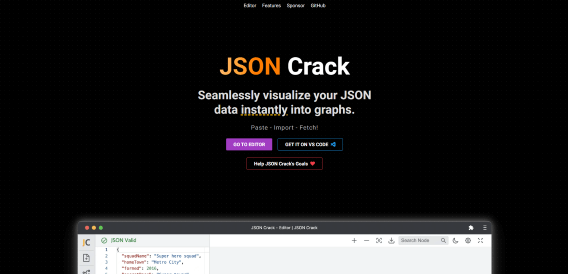 Editor Features Sponsor GitHub
JSON Crack
Seamlessly visualize your JSON
data instantly into graphs.
Paste - Import - Fetch!
GO TO EDITOR GET IT ON VS CODE
Help JSON Crack's Goals
JSON Crack - Editor | JSON Crack
JC JSON Valid Search Node
1 {
2 "squadName": "Super hero squad",
3 "homeTown": "Metro City",
4 "formed": 2016,